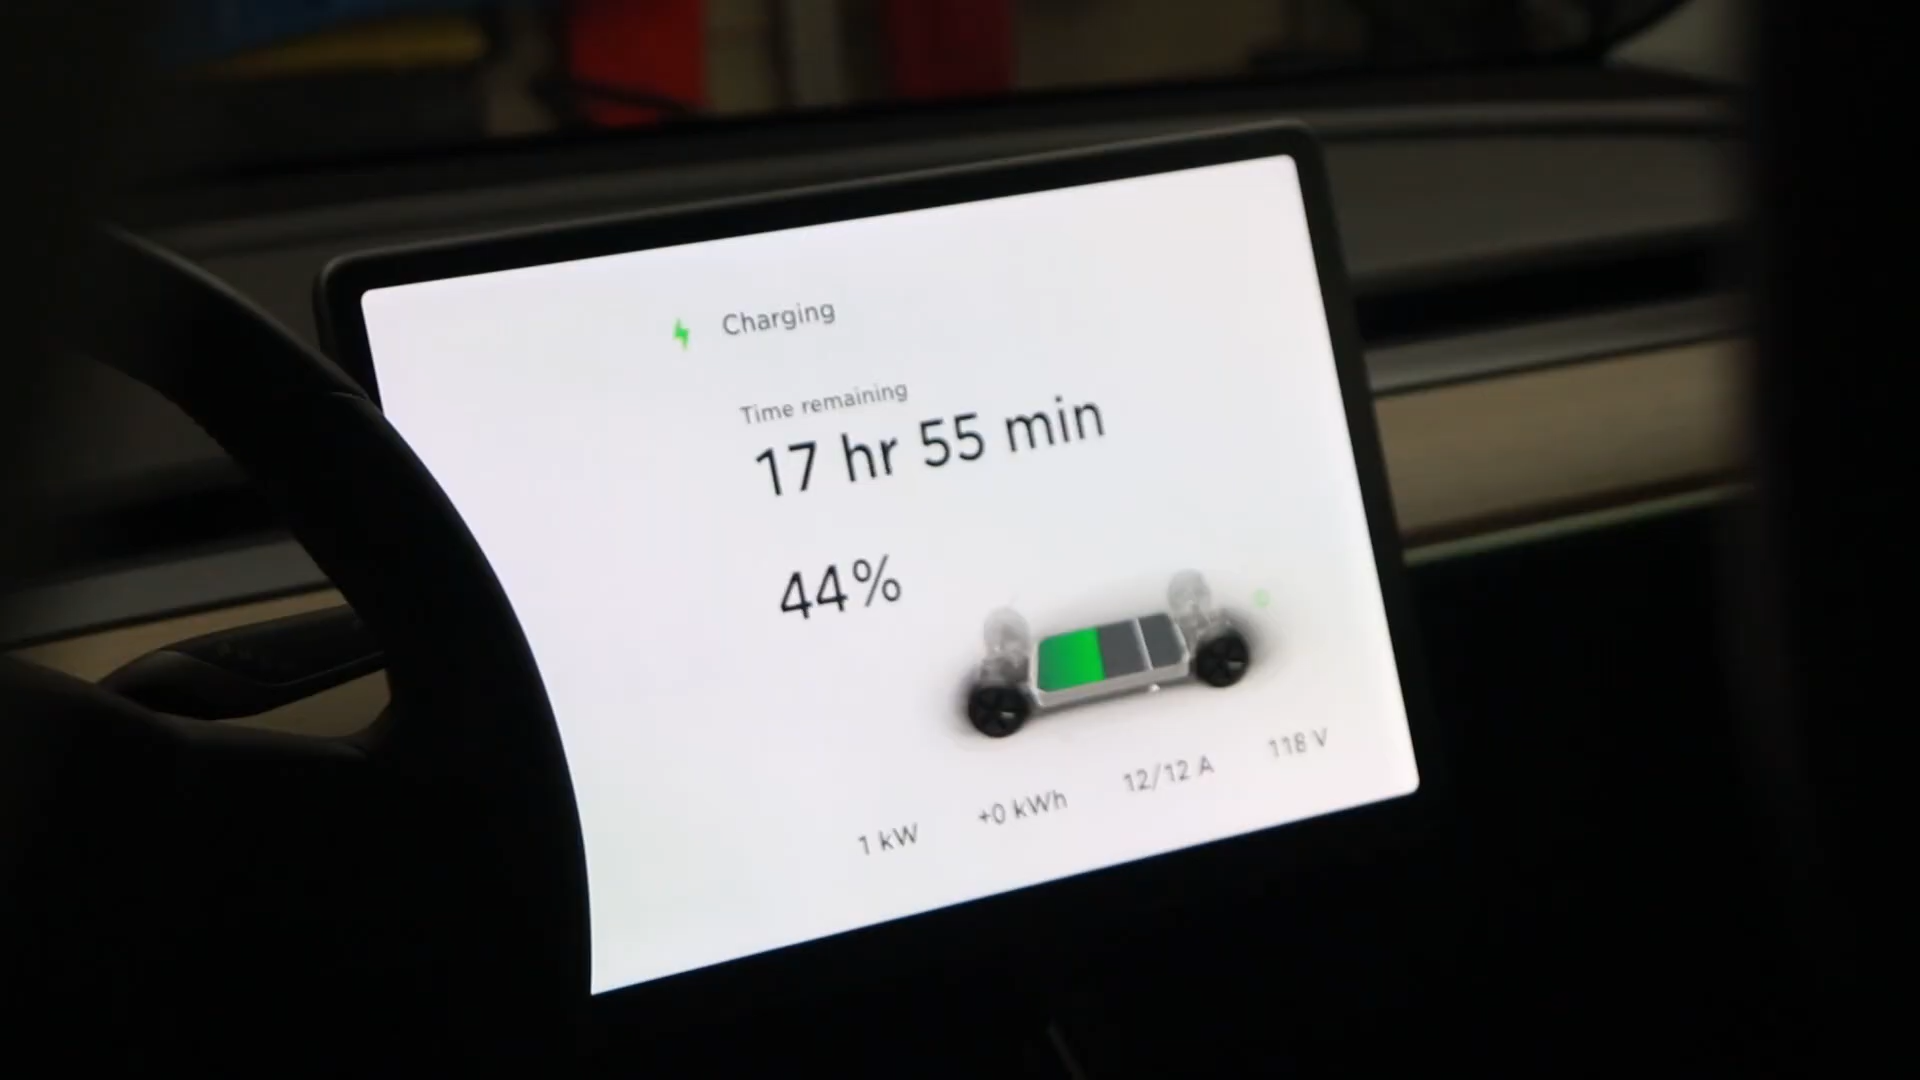 Charging
Time remaining
17 hr 55 min
44%
1 kW +0 kWh 12/12 A 118 V